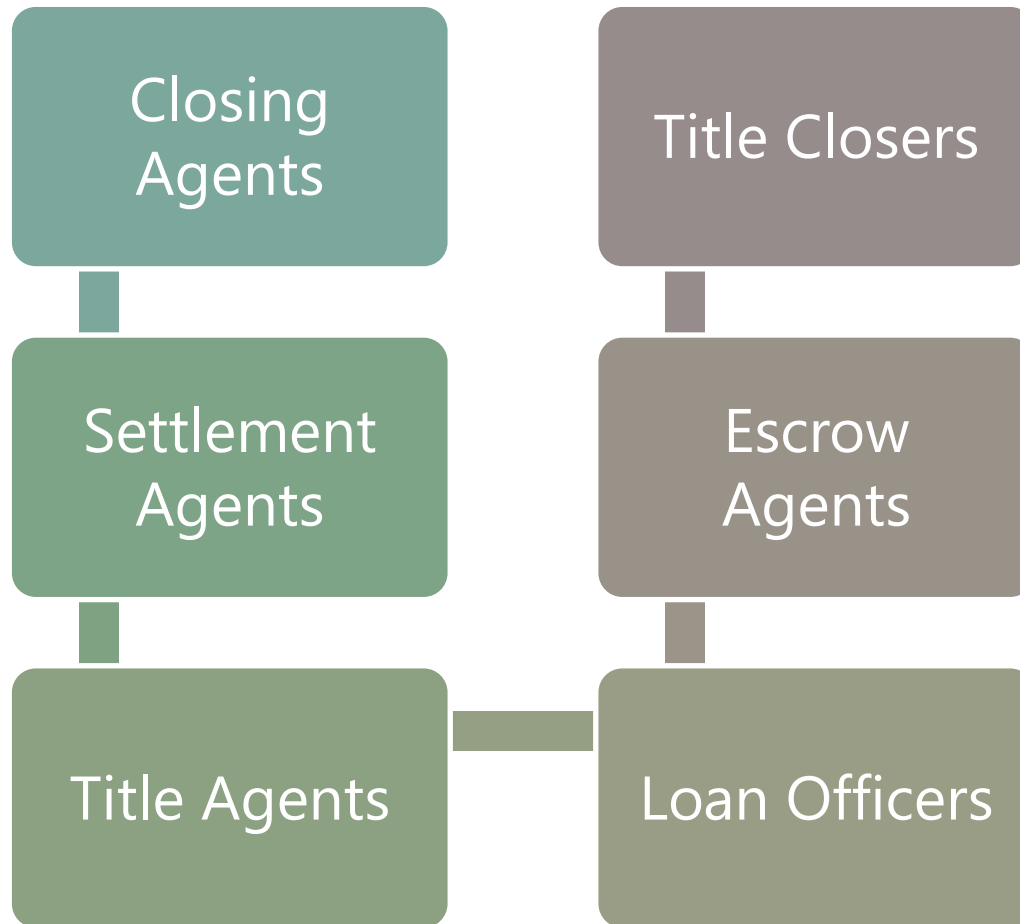 Closing
Agents
Settlement
Agents
Title Agents
Loan Officers
Escrow
Agents
Title Closers